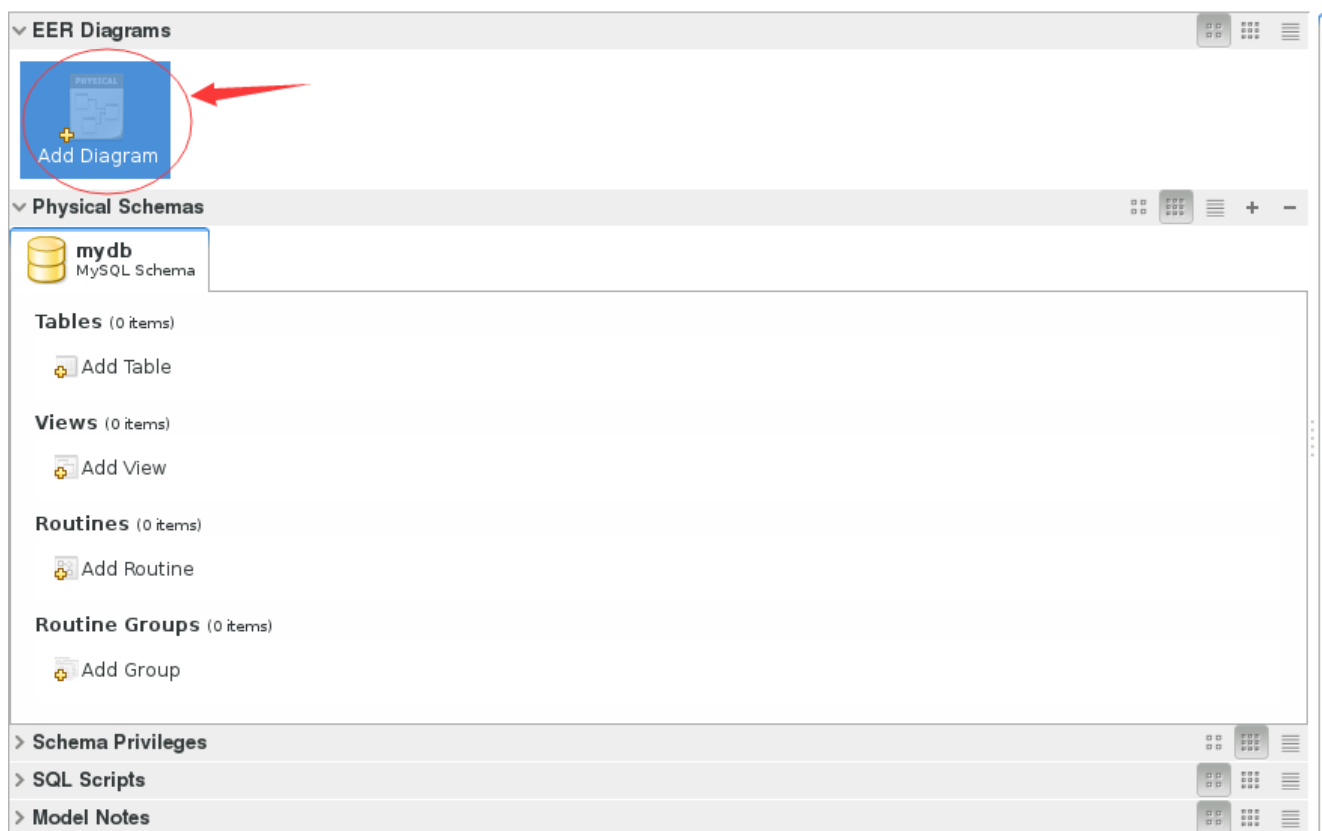 EER Diagrams
PHYSICAL
Add Diagram
Physical Schemas
mydb
MySQL Schema
Tables (0 items)
Add Table
Views (0 items)
Add View
Routines (0 items)
Add Routine
Routine Groups (0 items)
Add Group
Schema Privileges
SQL Scripts
Model Notes